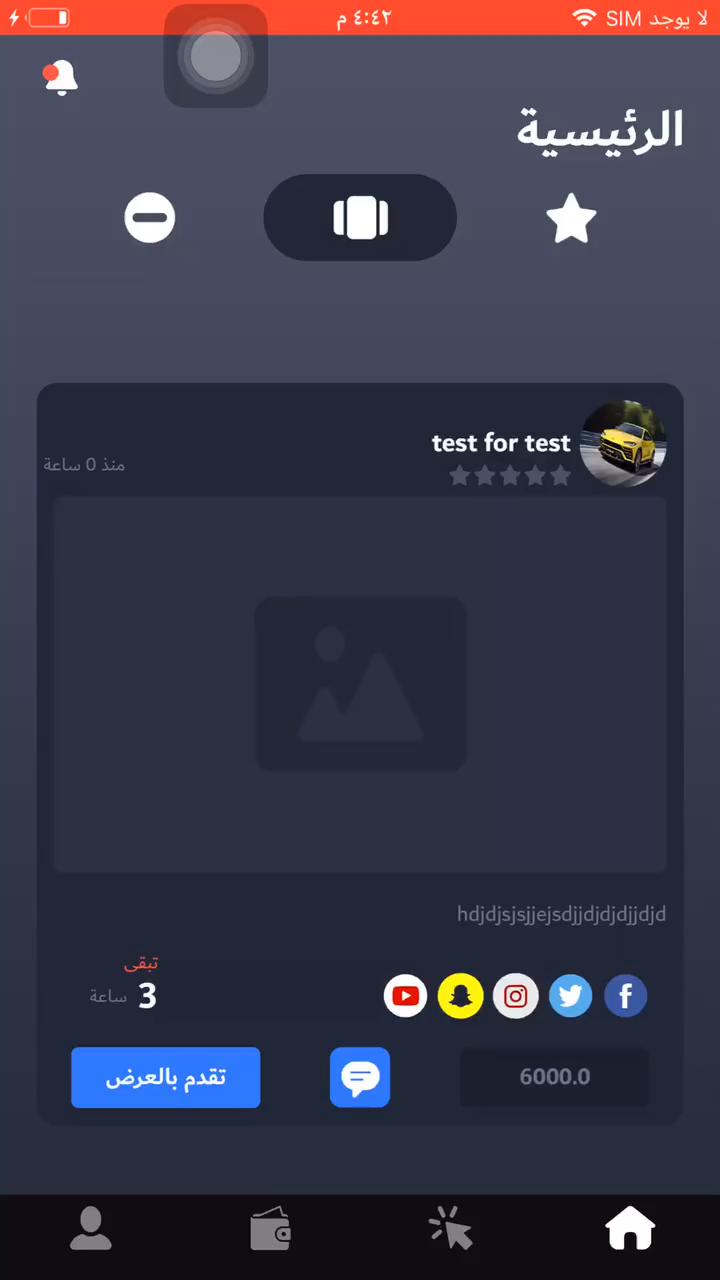 لا يوجد SIM ٤:٤٢ م
الرئيسية
test for test
منذ 0 ساعة
hdjdjsjsjjejsdjjdjdjdjjdjd
تبقى
3 ساعة
6000.0
تقدم بالعرض